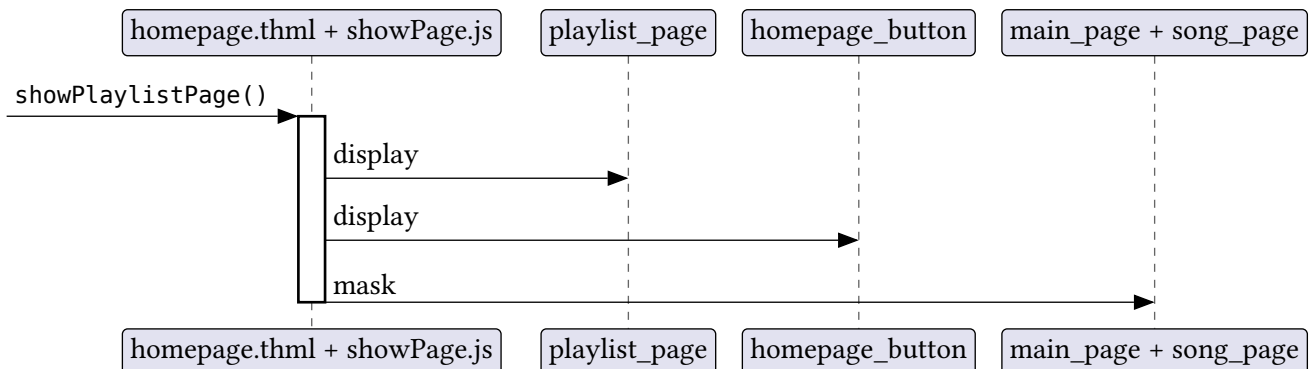 homepage.thml + showPage.js playlist_page homepage_button main_page + song_page
showPlaylistPage()
display
display
mask
homepage.thml + showPage.js playlist_page homepage_button main_page + song_page